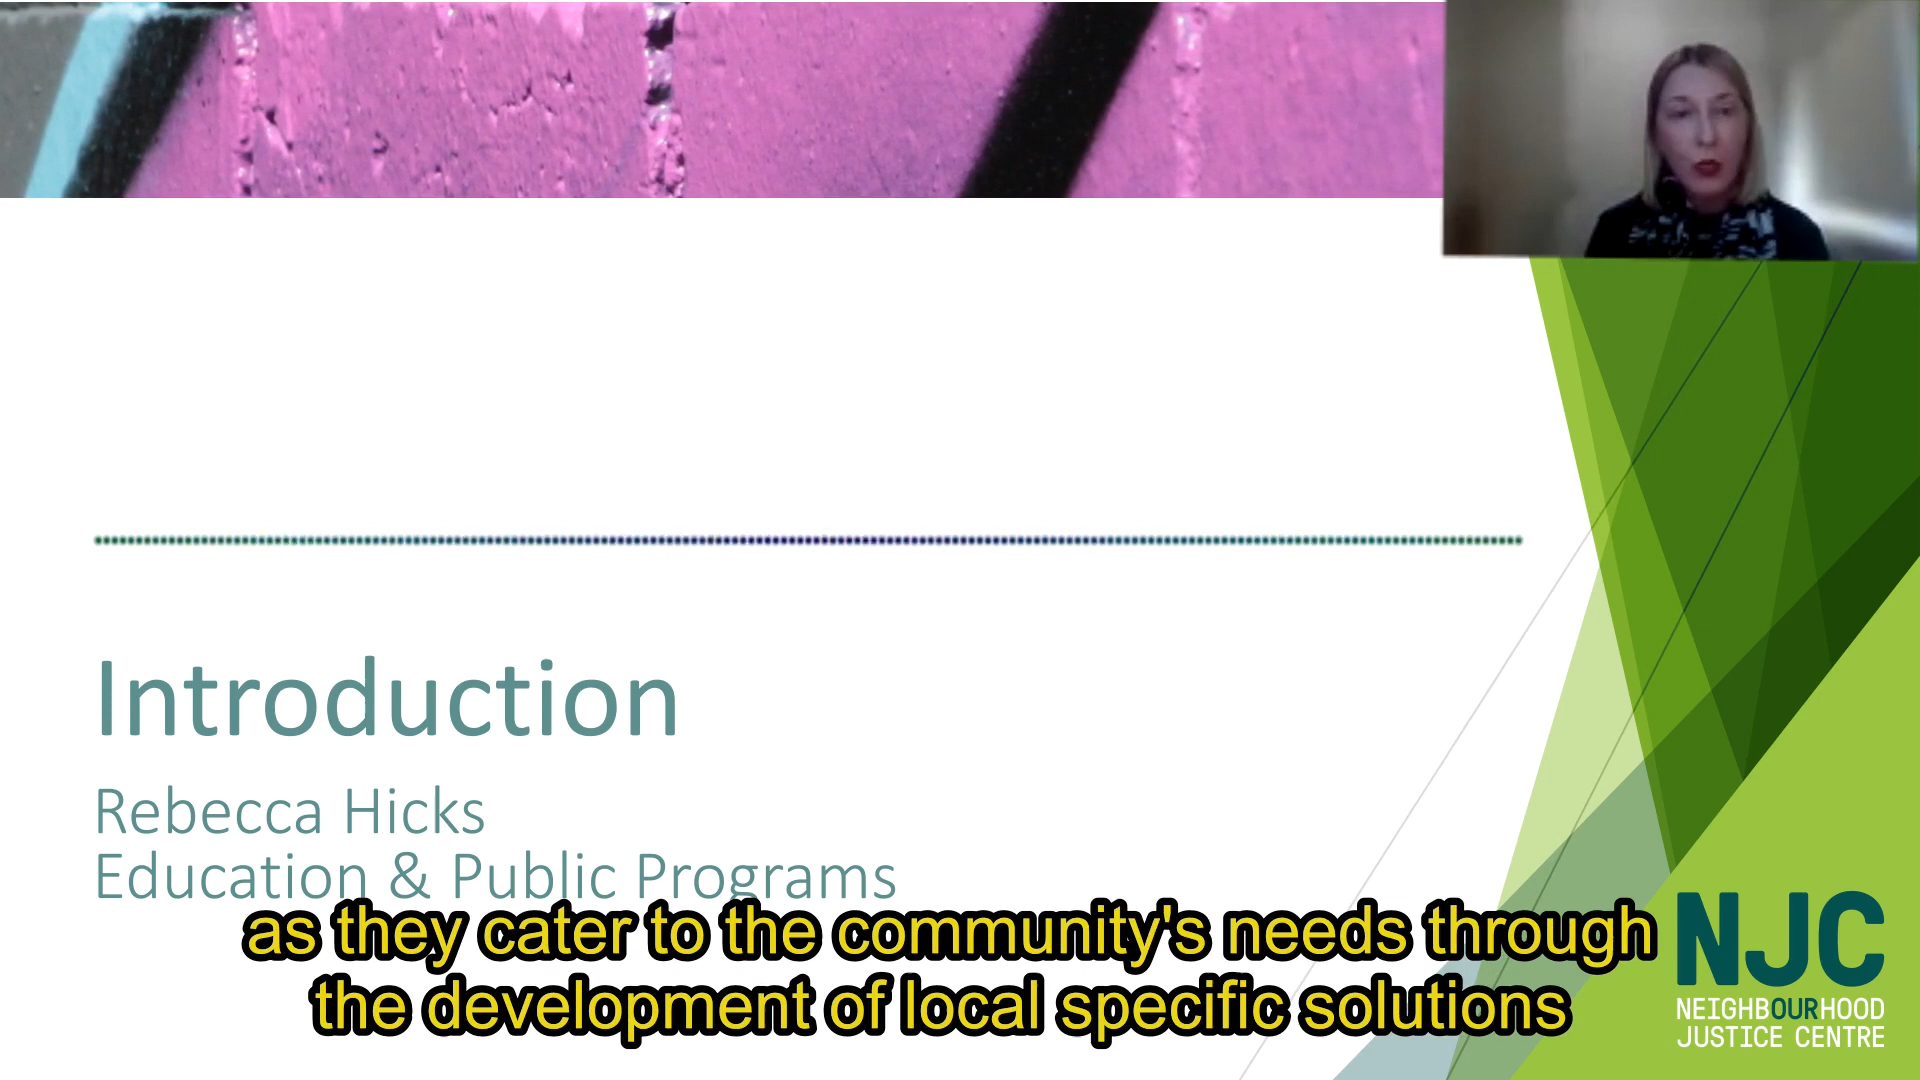 Introduction
Rebecca Hicks
Education & Public Programs
as they cater to the community's needs through
the development of local specific solutions
NJC
NEIGHBOURHOOD
JUSTICE CENTRE